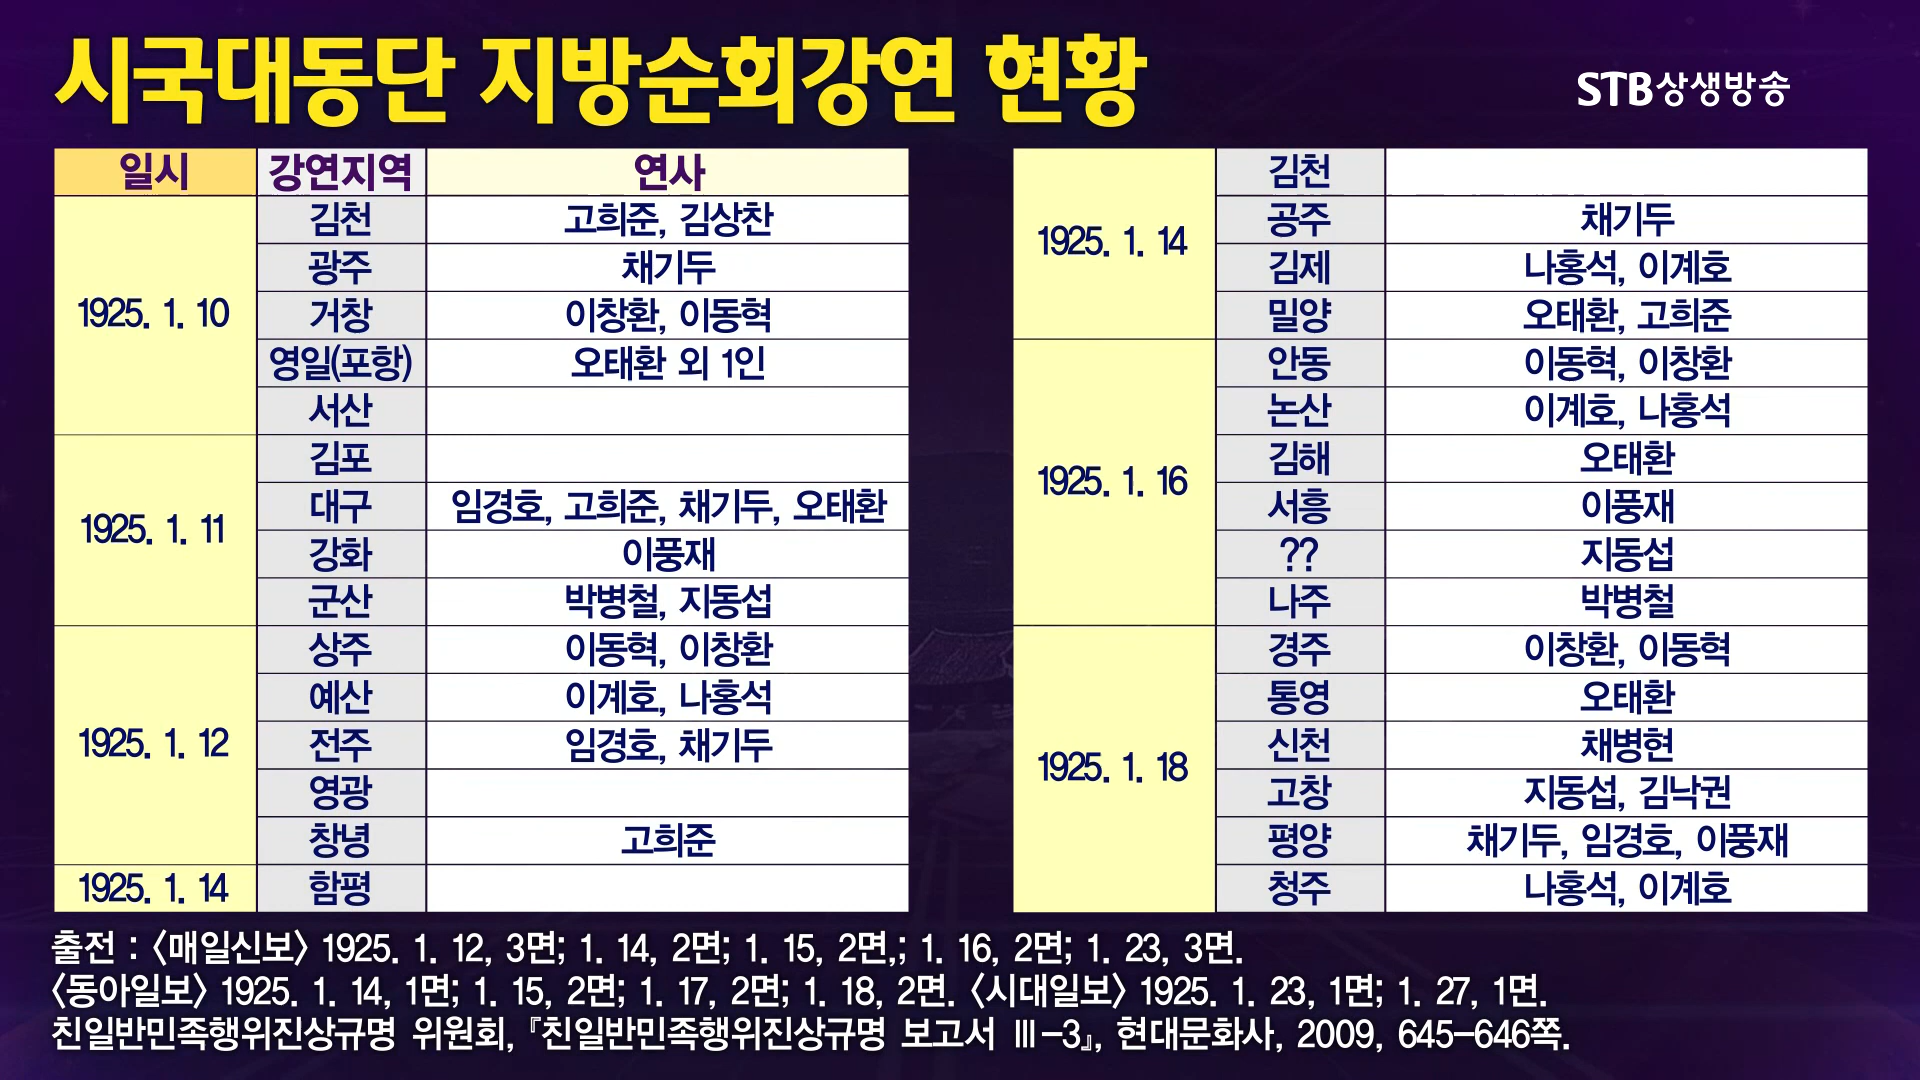 시국대동단 지방순회강연 현황
STB상생방송
일시 강연지역 연사
1925. 1. 10
김천 고희준, 김상찬
광주 채기두
거창 이창환, 이동혁
영일(포항) 오태환 외 1인
서산
1925. 1. 11
김포
대구 임경호, 고희준, 채기두, 오태환
강화 이풍재
군산 박병철, 지동섭
1925. 1. 12
상주 이동혁, 이창환
예산 이계호, 나홍석
전주 임경호, 채기두
영광
창녕 고희준
1925. 1. 14 함평
1925. 1. 14
김천
공주 채기두
김제 나홍석, 이계호
밀양 오태환, 고희준
1925. 1. 16
안동 이동혁, 이창환
논산 이계호, 나홍석
김해 오태환
서흥 이풍재
?? 지동섭
나주 박병철
1925. 1. 18
경주 이창환, 이동혁
통영 오태환
신천 채병현
고창 지동섭, 김낙권
평양 채기두, 임경호, 이풍재
청주 나홍석, 이계호
출전 : 〈매일신보〉 1925. 1. 12, 3면; 1. 14, 2면; 1. 15, 2면,; 1. 16, 2면; 1. 23, 3면.
〈동아일보〉 1925. 1. 14, 1면; 1. 15, 2면; 1. 17, 2면; 1. 18, 2면. 〈시대일보〉 1925. 1. 23, 1면; 1. 27, 1면.
친일반민족행위진상규명 위원회, 『친일반민족행위진상규명 보고서 Ⅲ-3』, 현대문화사, 2009, 645-646쪽.